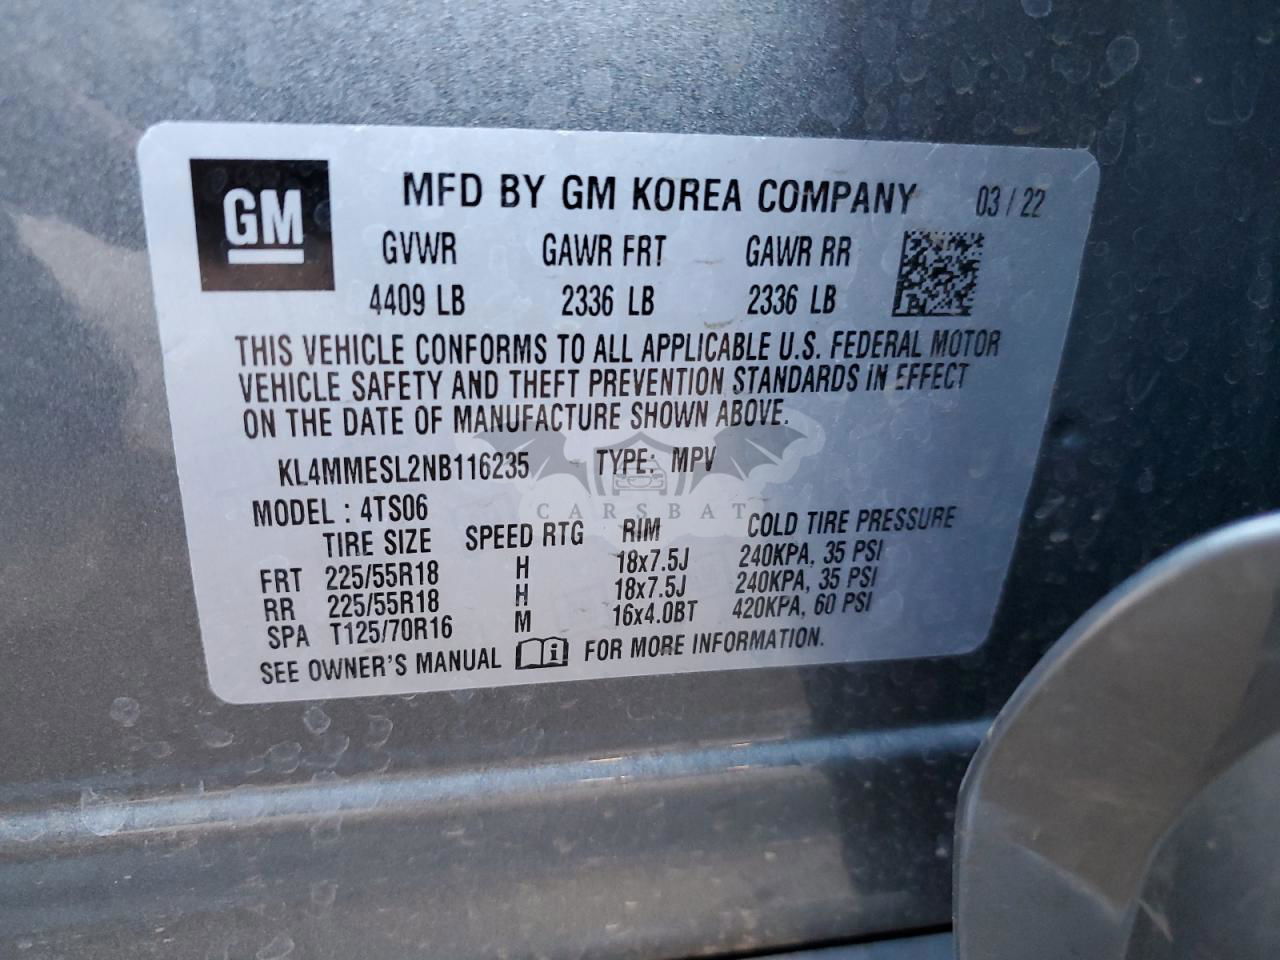 GM
MFD BY GM KOREA COMPANY 03 / 22
GVWR GAWR FRT GAWR RR
4409 LB 2336 LB 2336 LB
THIS VEHICLE CONFORMS TO ALL APPLICABLE U.S. FEDERAL MOTOR
VEHICLE SAFETY AND THEFT PREVENTION STANDARDS IN EFFECT
ON THE DATE OF MANUFACTURE SHOWN ABOVE.
KL4MMESL2NB116235 TYPE: MPV
CARSBAT
MODEL : 4TS06
TIRE SIZE SPEED RTG RIM COLD TIRE PRESSURE
FRT 225/55R18 H 18x7.5J 240KPA, 35 PSI
RR 225/55R18 H 18x7.5J 240KPA, 35 PSI
SPA T125/70R16 M 16x4.0BT 420KPA, 60 PSI
SEE OWNER'S MANUAL i FOR MORE INFORMATION.